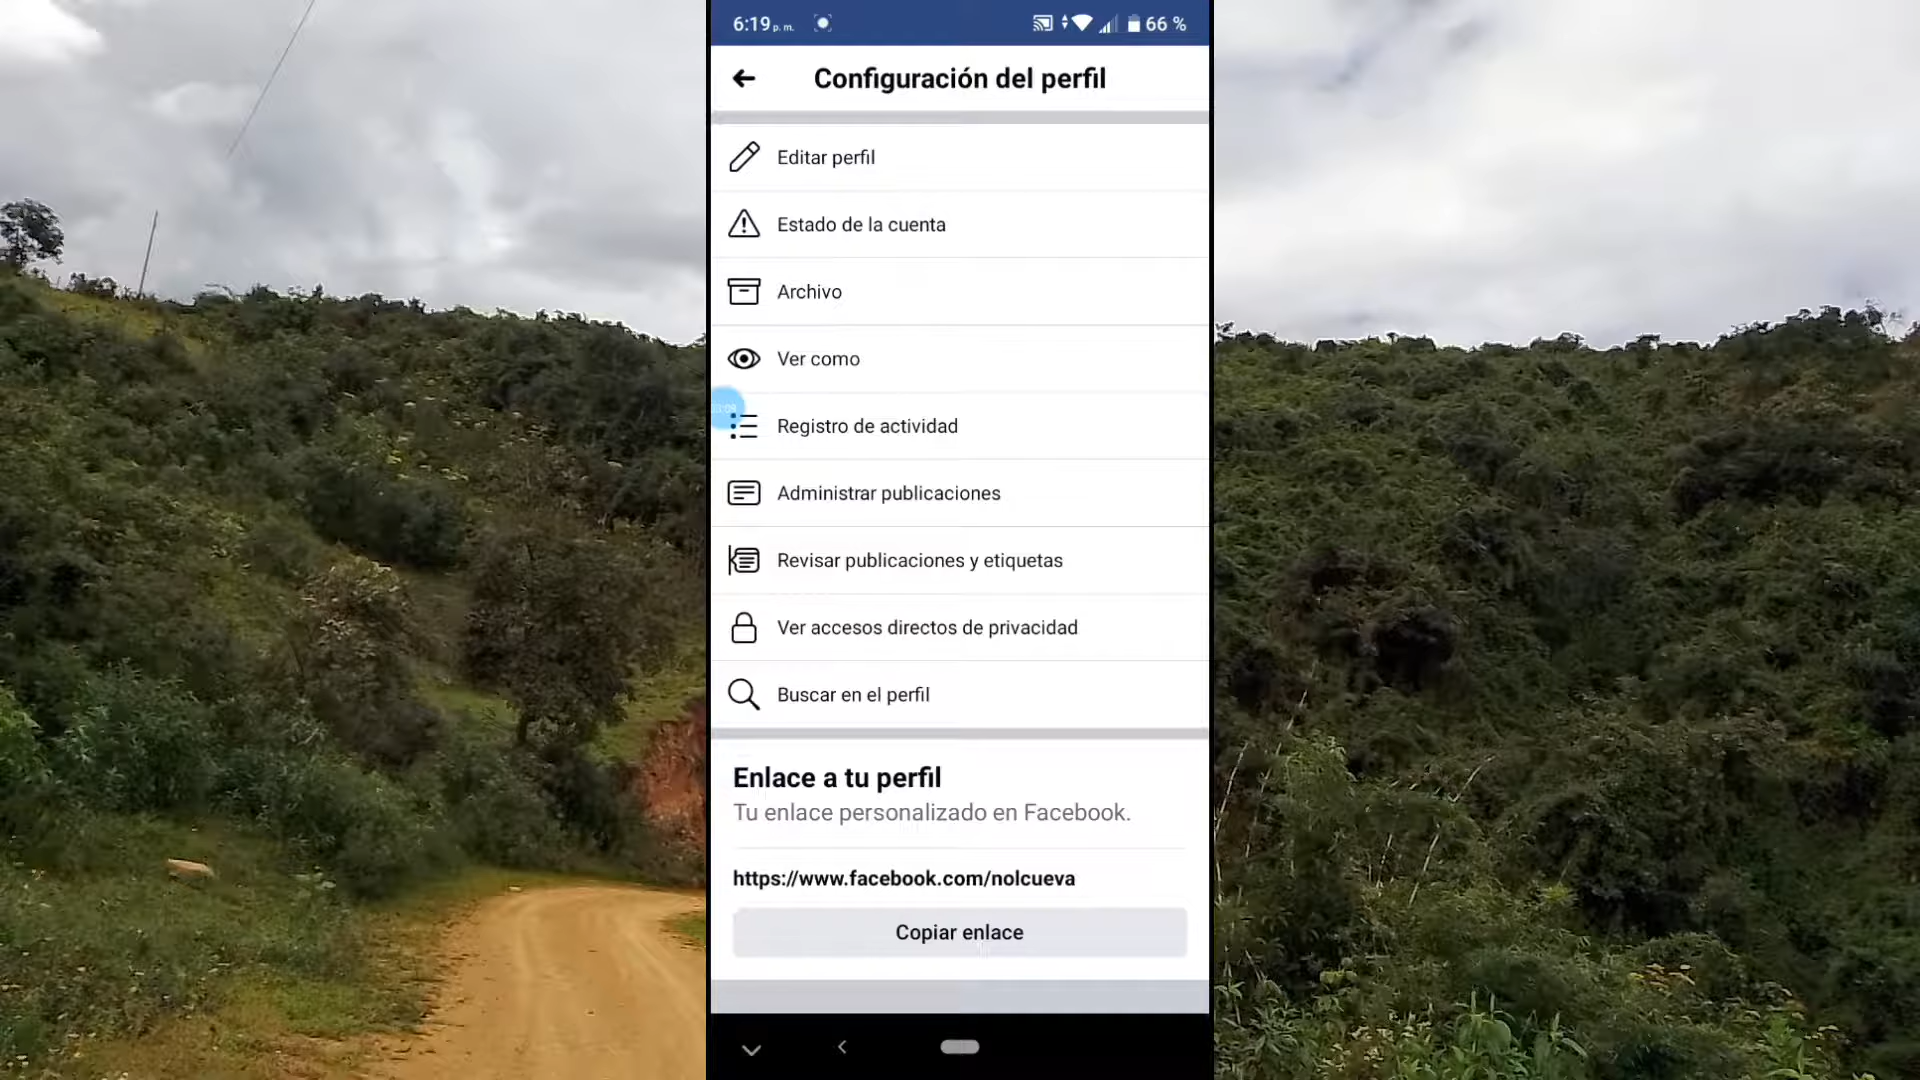 6:19 p. m.
66 %
Configuración del perfil
Editar perfil
Estado de la cuenta
Archivo
Ver como
03:09
Registro de actividad
Administrar publicaciones
Revisar publicaciones y etiquetas
Ver accesos directos de privacidad
Buscar en el perfil
Enlace a tu perfil
Tu enlace personalizado en Facebook.
https://www.facebook.com/nolcueva
Copiar enlace